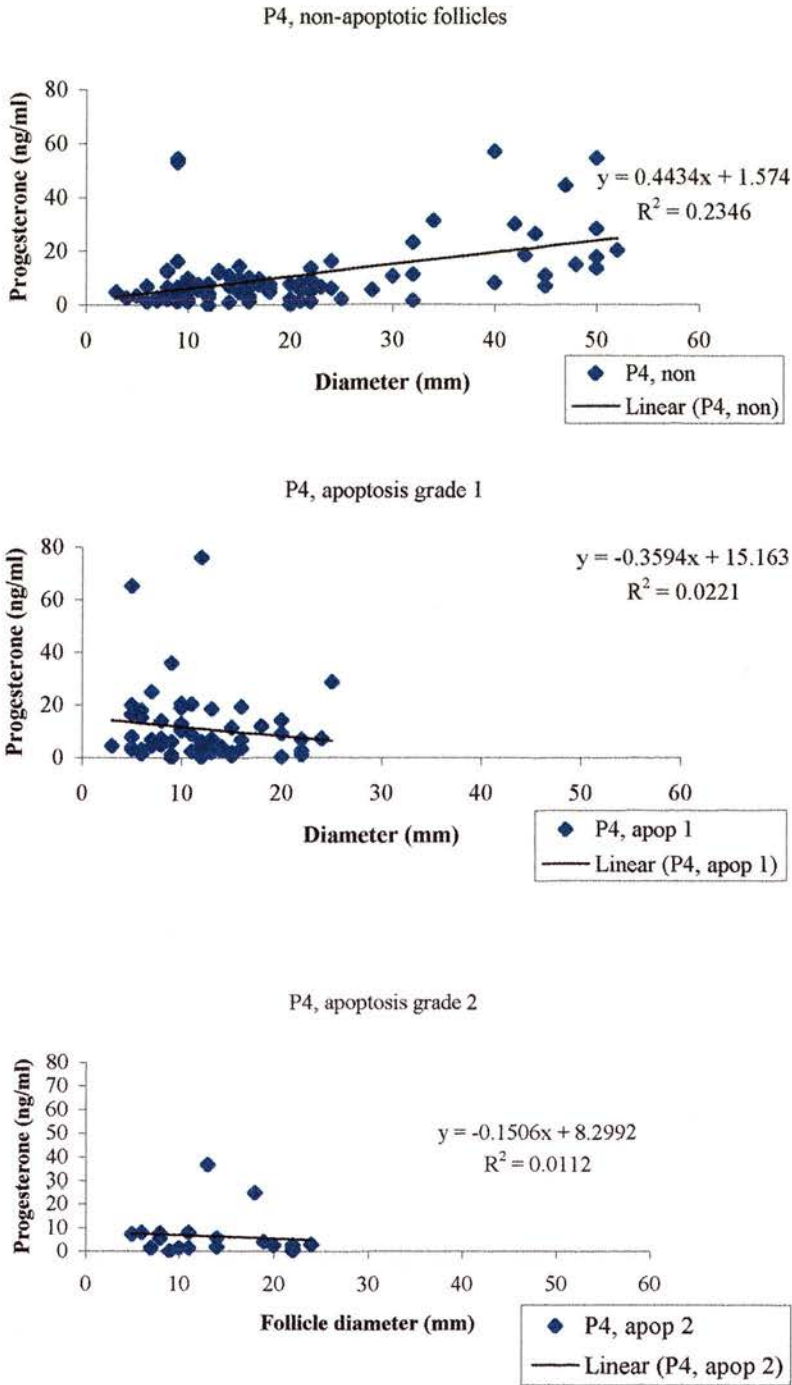 P4, non-apoptotic follicles
80
60
40
20
0
Progesterone (ng/ml)
y = 0.4434x + 1.574
R² = 0.2346
0 10 20 30 40 50 60
Diameter (mm)
P4, non
Linear (P4, non)
P4, apoptosis grade 1
80
60
40
20
0
Progesterone (ng/ml)
y = -0.3594x + 15.163
R² = 0.0221
0 10 20 30 40 50 60
Diameter (mm)
P4, apop 1
Linear (P4, apop 1)
P4, apoptosis grade 2
80
70
60
50
40
30
20
10
0
Progesterone (ng/ml)
y = -0.1506x + 8.2992
R² = 0.0112
0 10 20 30 40 50 60
Follicle diameter (mm)
P4, apop 2
Linear (P4, apop 2)